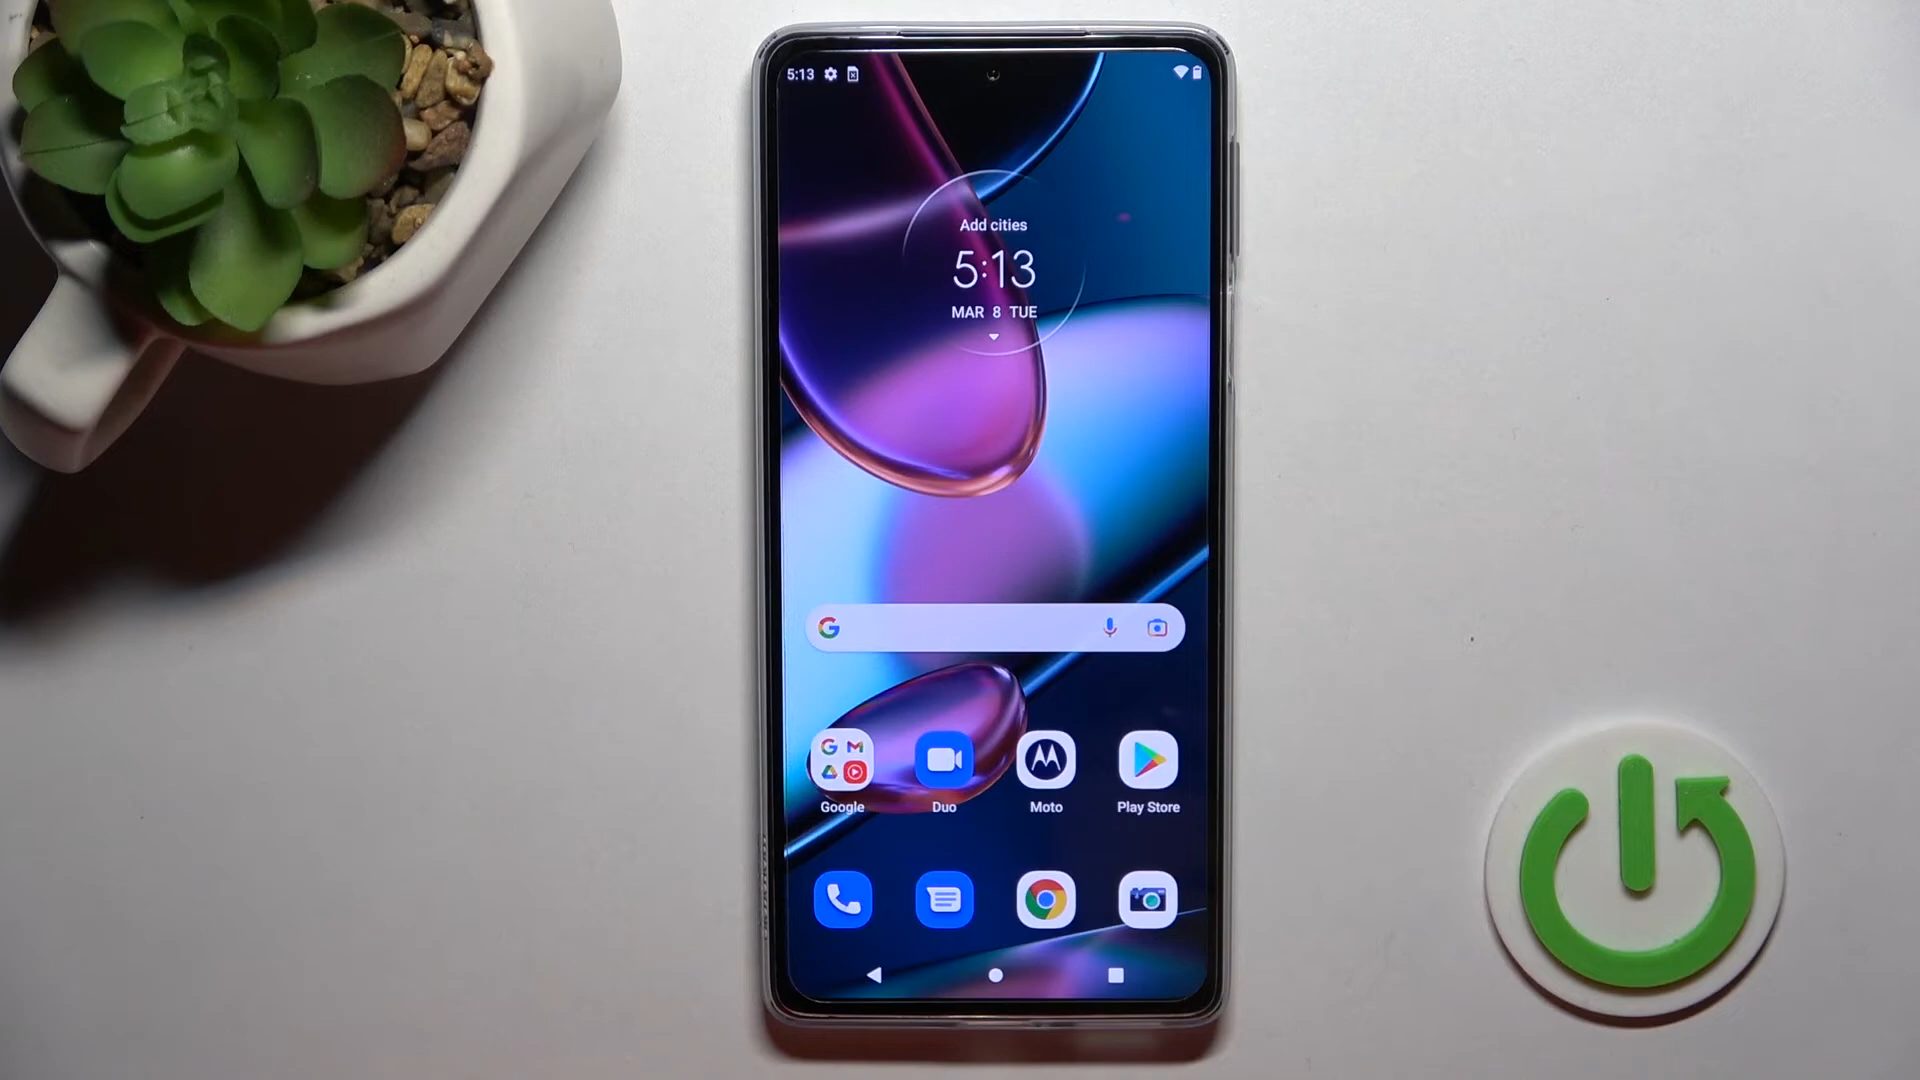 5:13
Add cities
5:13
MAR 8 TUE
Google
Duo
Moto
Play Store